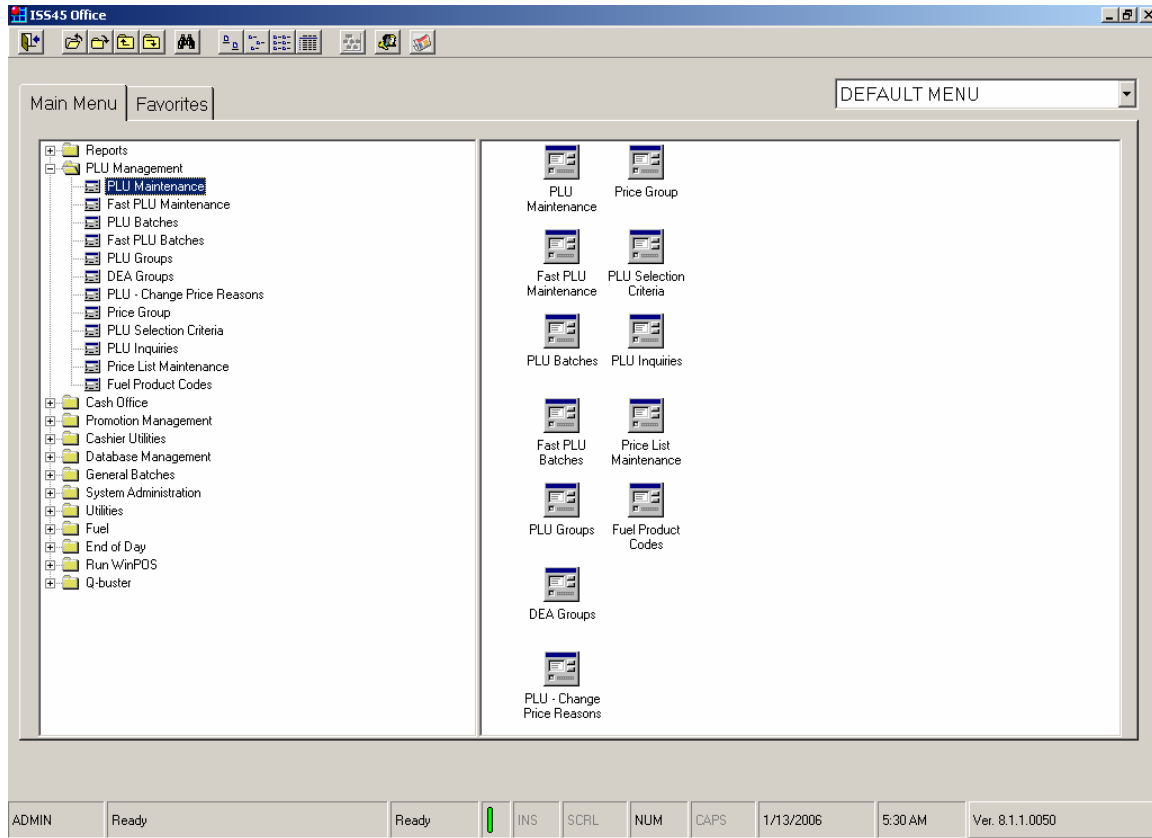 ISS45 Office
Main Menu
Favorites
DEFAULT MENU
Reports
PLU Management
PLU Maintenance
Fast PLU Maintenance
PLU Batches
Fast PLU Batches
PLU Groups
DEA Groups
PLU - Change Price Reasons
Price Group
PLU Selection Criteria
PLU Inquiries
Price List Maintenance
Fuel Product Codes
Cash Office
Promotion Management
Cashier Utilities
Database Management
General Batches
System Administration
Utilities
Fuel
End of Day
Run WinPOS
Q-buster
PLU
Maintenance
Price Group
Fast PLU
Maintenance
PLU Selection
Criteria
PLU Batches
PLU Inquiries
Fast PLU
Batches
Price List
Maintenance
PLU Groups
Fuel Product
Codes
DEA Groups
PLU - Change
Price Reasons
ADMIN
Ready
Ready
INS
SCRL
NUM
CAPS
1/13/2006
5:30 AM
Ver. 8.1.1.0050